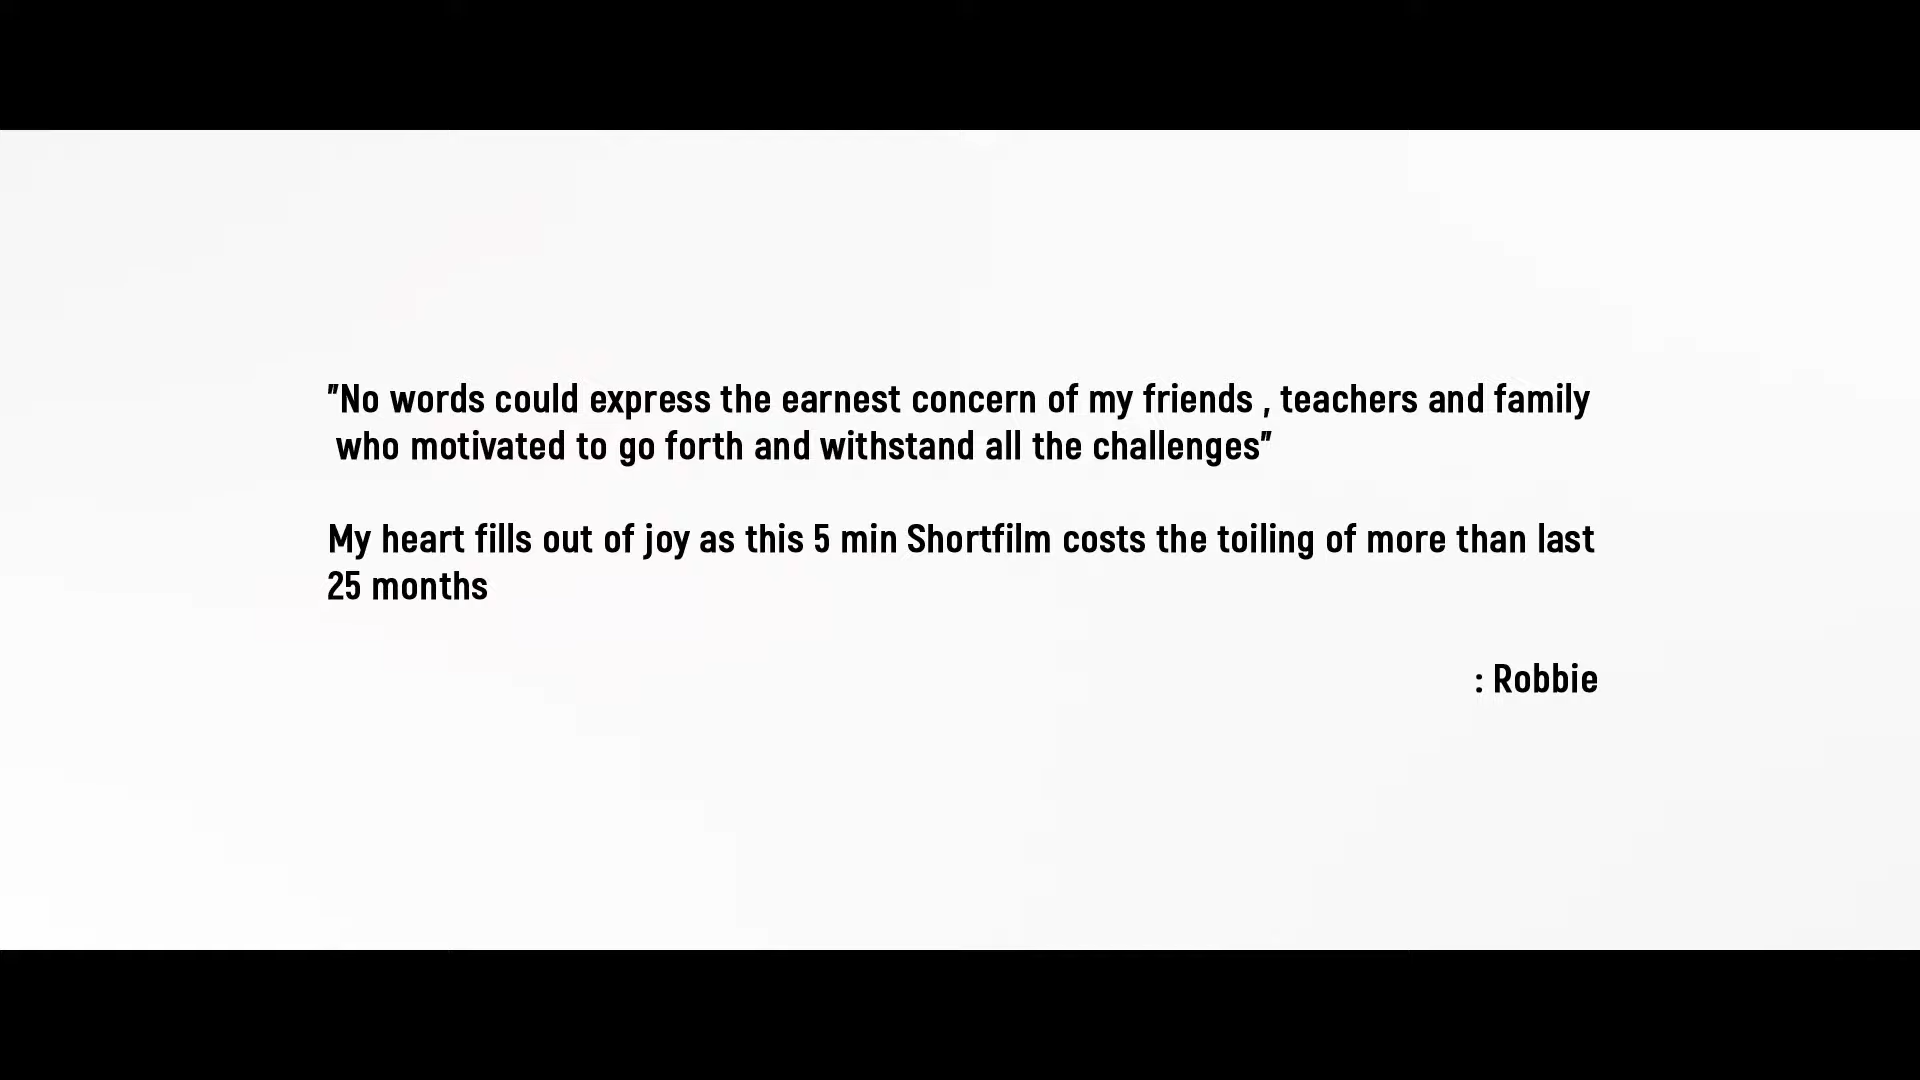 "No words could express the earnest concern of my friends , teachers and family
who motivated to go forth and withstand all the challenges"
My heart fills out of joy as this 5 min Shortfilm costs the toiling of more than last
25 months
: Robbie